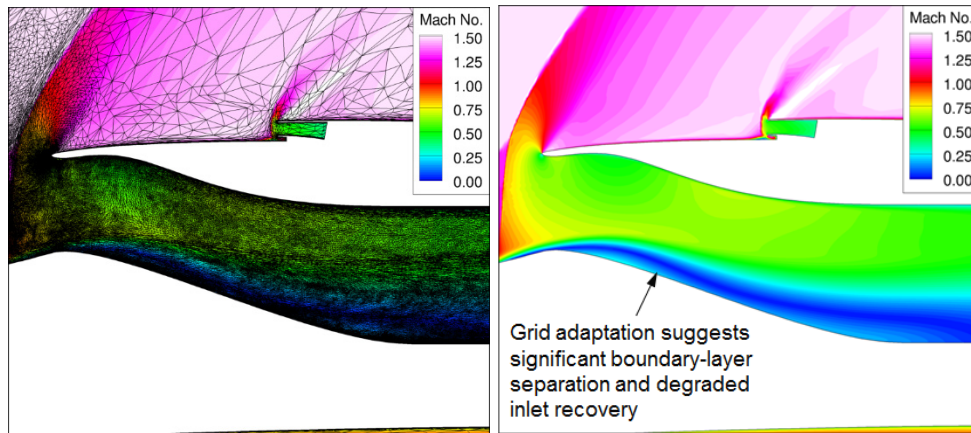 Mach No.
1.50
1.25
1.00
0.75
0.50
0.25
0.00
Mach No.
1.50
1.25
1.00
0.75
0.50
0.25
0.00
Grid adaptation suggests
significant boundary-layer
separation and degraded
inlet recovery